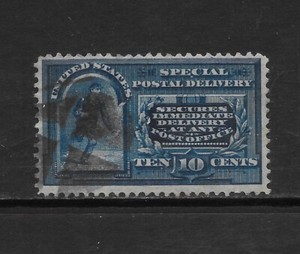 UNITED STATES
SPECIAL
POSTAL DELIVERY
SECURES
IMMEDIATE
DELIVERY
AT ANY
POST OFFICE
TEN 10 CENTS